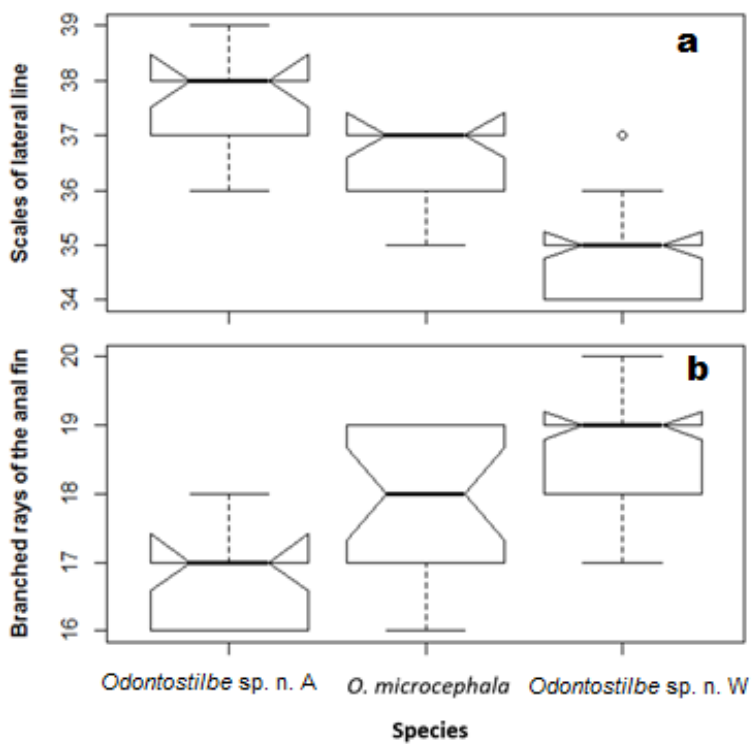 a
Scales of lateral line
39
38
37
36
35
34
b
Branched rays of the anal fin
20
19
18
17
16
Odontostilbe sp. n. A O. microcephala Odontostilbe sp. n. W
Species